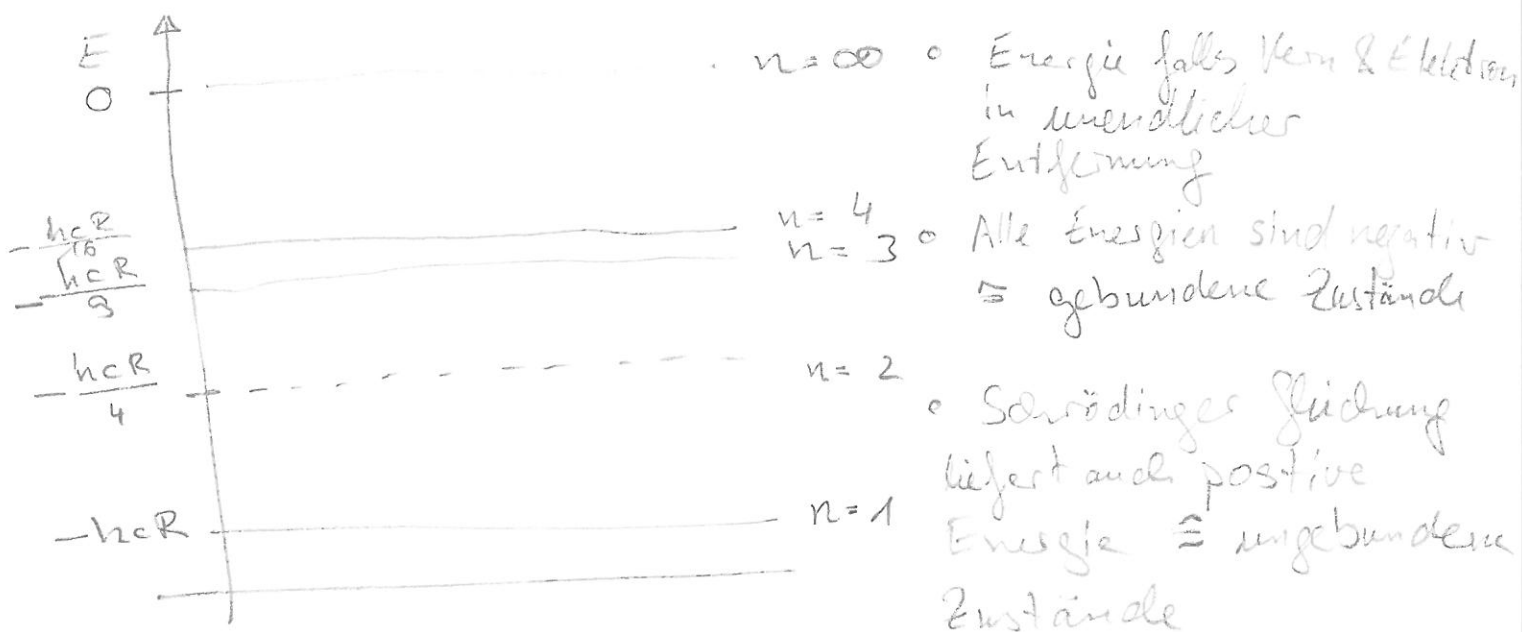 E
0
n = ∞ ° Energie falls Kern & Elektron
in unendlicher
Entfernung
- hcR/16
n = 4
n = 3 ° Alle Energien sind negativ
≙ gebundene Zustände
- hcR/9
- hcR/4
n = 2
° Schrödinger Gleichung
liefert auch postive
Energie ≙ ungebundene
Zustände
-hcR
n = 1